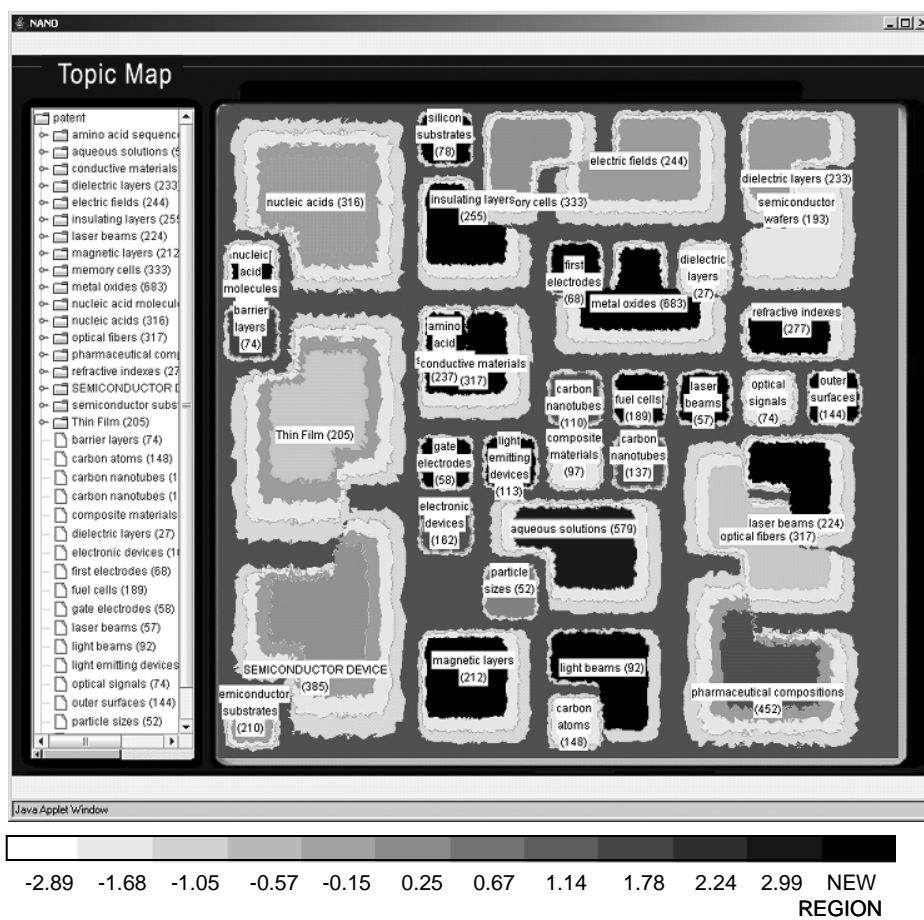 NANO
Topic Map
patent
amino acid sequenc
aqueous solutions (5
conductive materials
dielectric layers (233)
electric fields (244)
insulating layers (255
laser beams (224)
magnetic layers (212
memory cells (333)
metal oxides (683)
nucleic acid molecul
nucleic acids (316)
optical fibers (317)
pharmaceutical com
refractive indexes (27
SEMICONDUCTOR D
semiconductor subs
Thin Film (205)
barrier layers (74)
carbon atoms (148)
carbon nanotubes (1
carbon nanotubes (1
composite materials
dielectric layers (27)
electronic devices (1
first electrodes (68)
fuel cells (189)
gate electrodes (58)
laser beams (57)
light beams (92)
light emitting devices
optical signals (74)
outer surfaces (144)
particle sizes (52)
nucleic acids (316)
silicon
substrates
(78)
electric fields (244)
insulating layers
(255)
ory cells (333)
dielectric layers (233)
semiconductor
wafers (193)
nucleic
acid
molecules
barrier
layers
(74)
first
electrodes
(68)
metal oxides (683)
dielectric
layers
(27)
refractive indexes
(277)
amino
acid
(237)
conductive materials
(317)
Thin Film (205)
carbon
nanotubes
(110)
fuel cells
(189)
laser
beams
(57)
optical
signals
(74)
outer
surfaces
(144)
gate
electrodes
(58)
light
emitting
devices
(113)
composite
materials
(97)
carbon
nanotubes
(137)
electronic
devices
(162)
aqueous solutions (579)
laser beams (224)
optical fibers (317)
particle
sizes (52)
SEMICONDUCTOR DEVICE
(385)
emiconductor
substrates
(210)
magnetic layers
(212)
light beams (92)
carbon
atoms
(148)
pharmaceutical compositions
(452)
Java Applet Window
-2.89 -1.68 -1.05 -0.57 -0.15 0.25 0.67 1.14 1.78 2.24 2.99 NEW
REGION